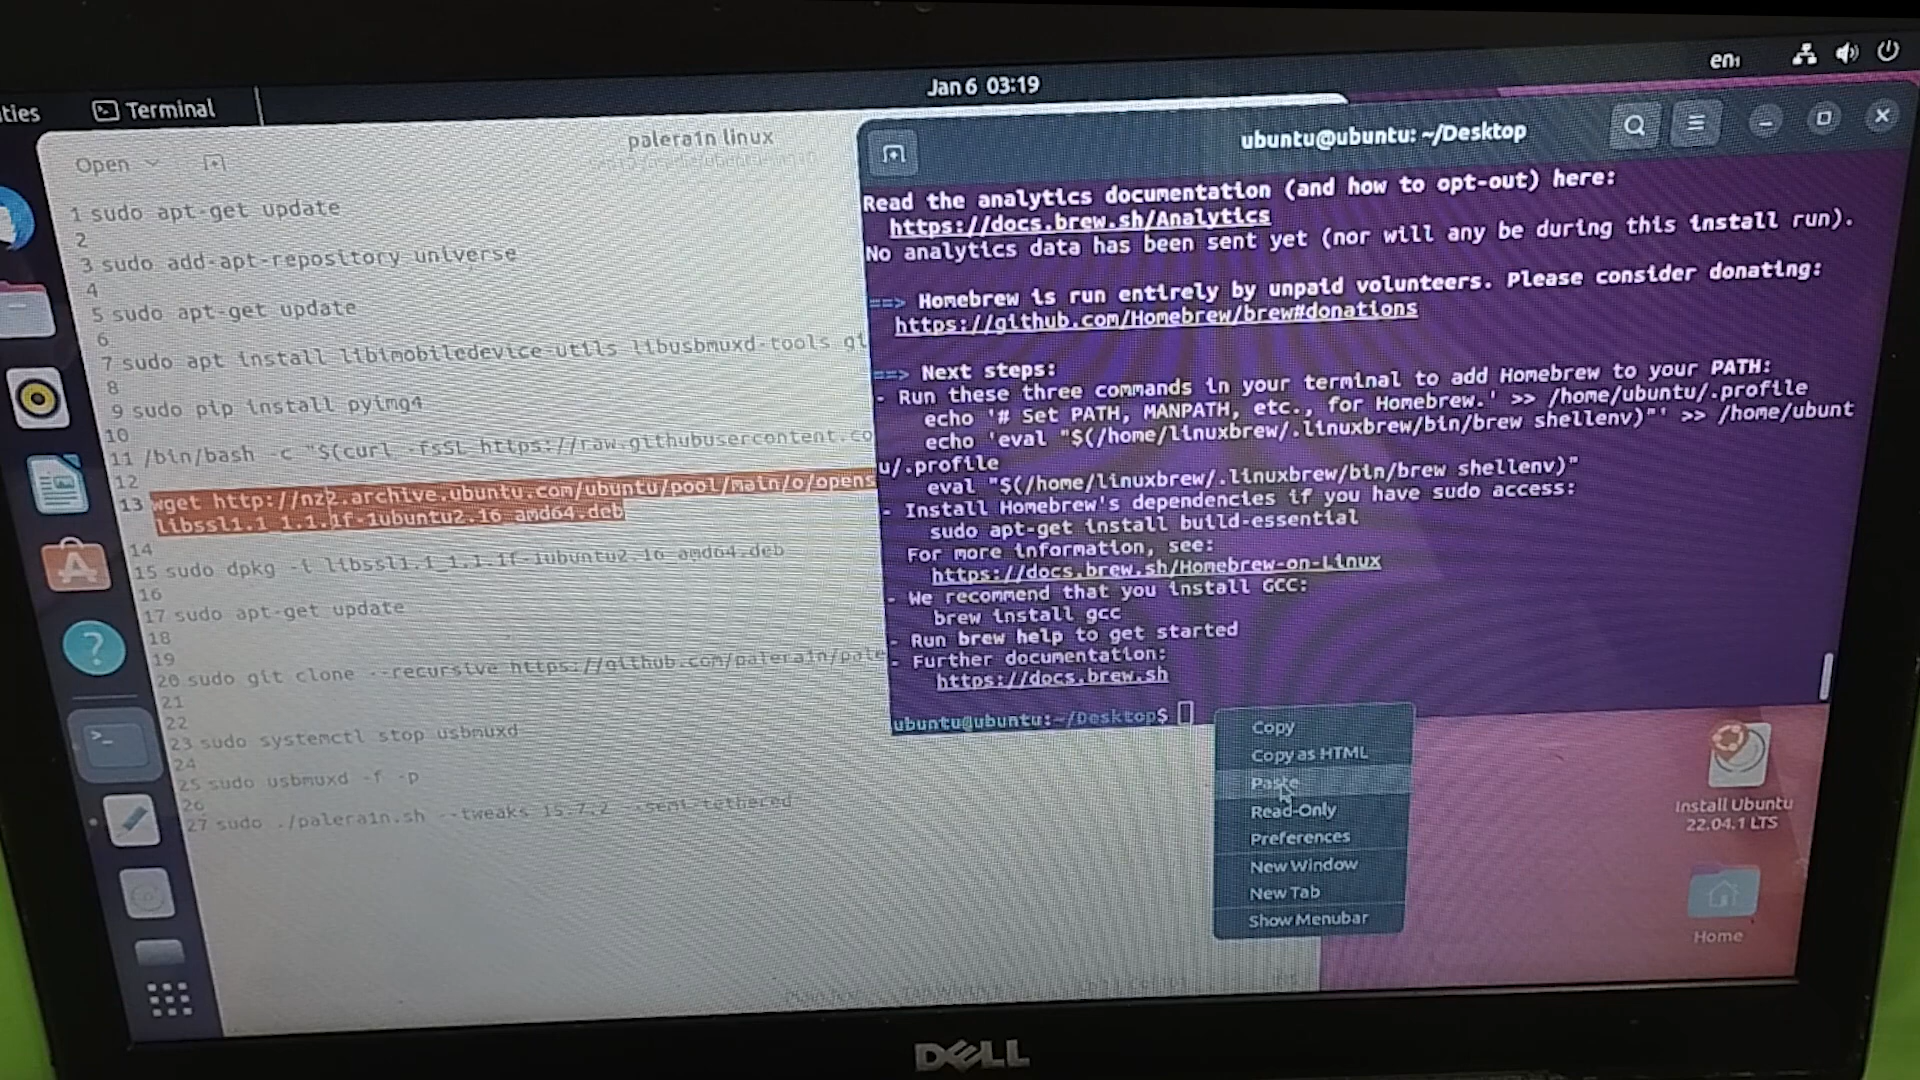 ties
Terminal
Jan 6 03:19
en1
Open
palera1n linux
1 sudo apt-get update
2
3 sudo add-apt-repository universe
4
5 sudo apt-get update
6
7 sudo apt install libimobiledevice-utils libusbmuxd-tools gi
8
9 sudo pip install pyimg4
10
11 /bin/bash -c "$(curl -fsSL https://raw.githubusercontent.co
12
13 wget http://nz2.archive.ubuntu.com/ubuntu/pool/main/o/opens
libssl1.1_1.1.1f-1ubuntu2.16_amd64.deb
14
15 sudo dpkg -i libssl1.1_1.1.1f-1ubuntu2.16_amd64.deb
16
17 sudo apt-get update
18
19
20 sudo git clone --recursive https://github.com/palera1n/pale
21
22
23 sudo systemctl stop usbmuxd
24
25 sudo usbmuxd -f -p
26
27 sudo ./palera1n.sh --tweaks 15.7.2 --semi-tethered
ubuntu@ubuntu: ~/Desktop
Read the analytics documentation (and how to opt-out) here:
https://docs.brew.sh/Analytics
No analytics data has been sent yet (nor will any be during this install run).
==> Homebrew is run entirely by unpaid volunteers. Please consider donating:
https://github.com/Homebrew/brew#donations
==> Next steps:
- Run these three commands in your terminal to add Homebrew to your PATH:
echo '# Set PATH, MANPATH, etc., for Homebrew.' >> /home/ubuntu/.profile
echo 'eval "$(/home/linuxbrew/.linuxbrew/bin/brew shellenv)"' >> /home/ubunt
u/.profile
eval "$(/home/linuxbrew/.linuxbrew/bin/brew shellenv)"
- Install Homebrew's dependencies if you have sudo access:
sudo apt-get install build-essential
For more information, see:
https://docs.brew.sh/Homebrew-on-Linux
- We recommend that you install GCC:
brew install gcc
- Run brew help to get started
- Further documentation:
https://docs.brew.sh
ubuntu@ubuntu:~/Desktop$
Copy
Copy as HTML
Paste
Read-Only
Preferences
New Window
New Tab
Show Menubar
Install Ubuntu
22.04.1 LTS
Home
DELL